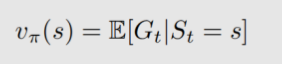 v_π(s) = 𝔼[G_t|S_t = s]